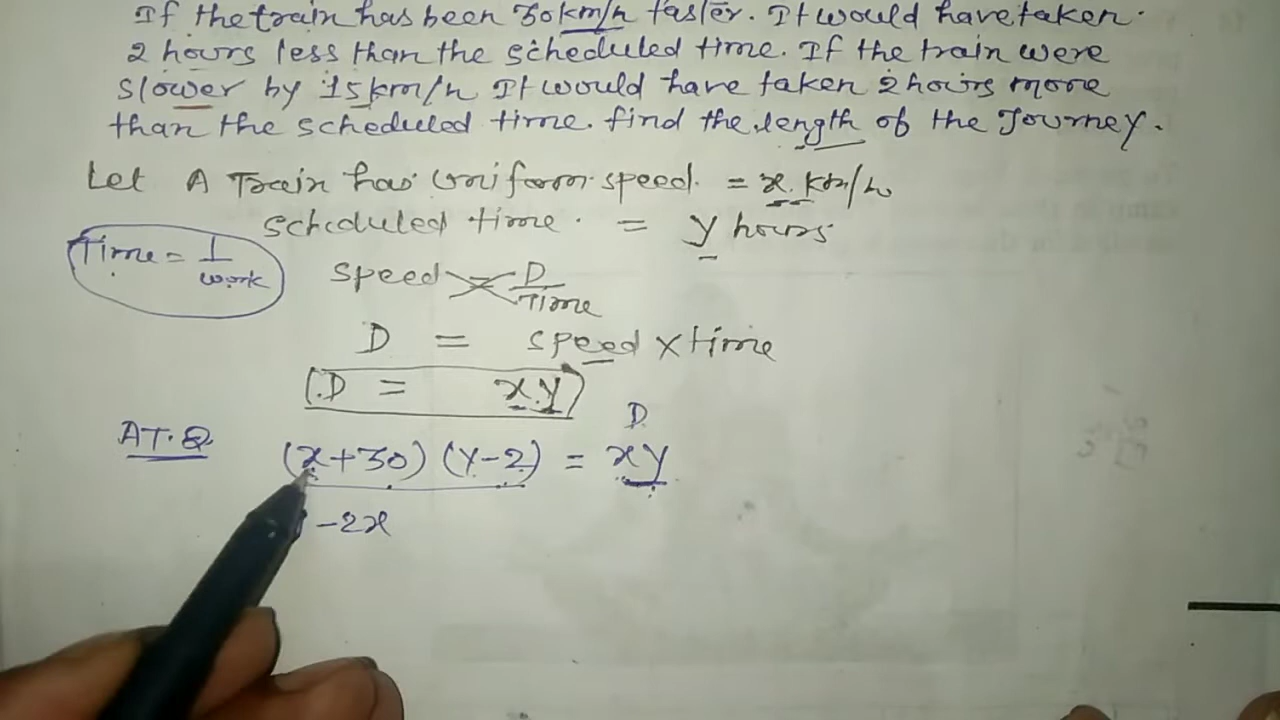 If the train has been 30km/h faster. It would have taken.
2 hours less than the scheduled time. If the train were
slower by 15km/h It would have taken 2 hours more
than the scheduled time. find the length of the Journey.
Let A Train has Uniform speed. = x. km/h
scheduled time. = y hours
Time = 1/work
speed = D/Time
D = speed x time
D = x.y
D.
AT.Q (x+30) (y-2) = xy
-2x